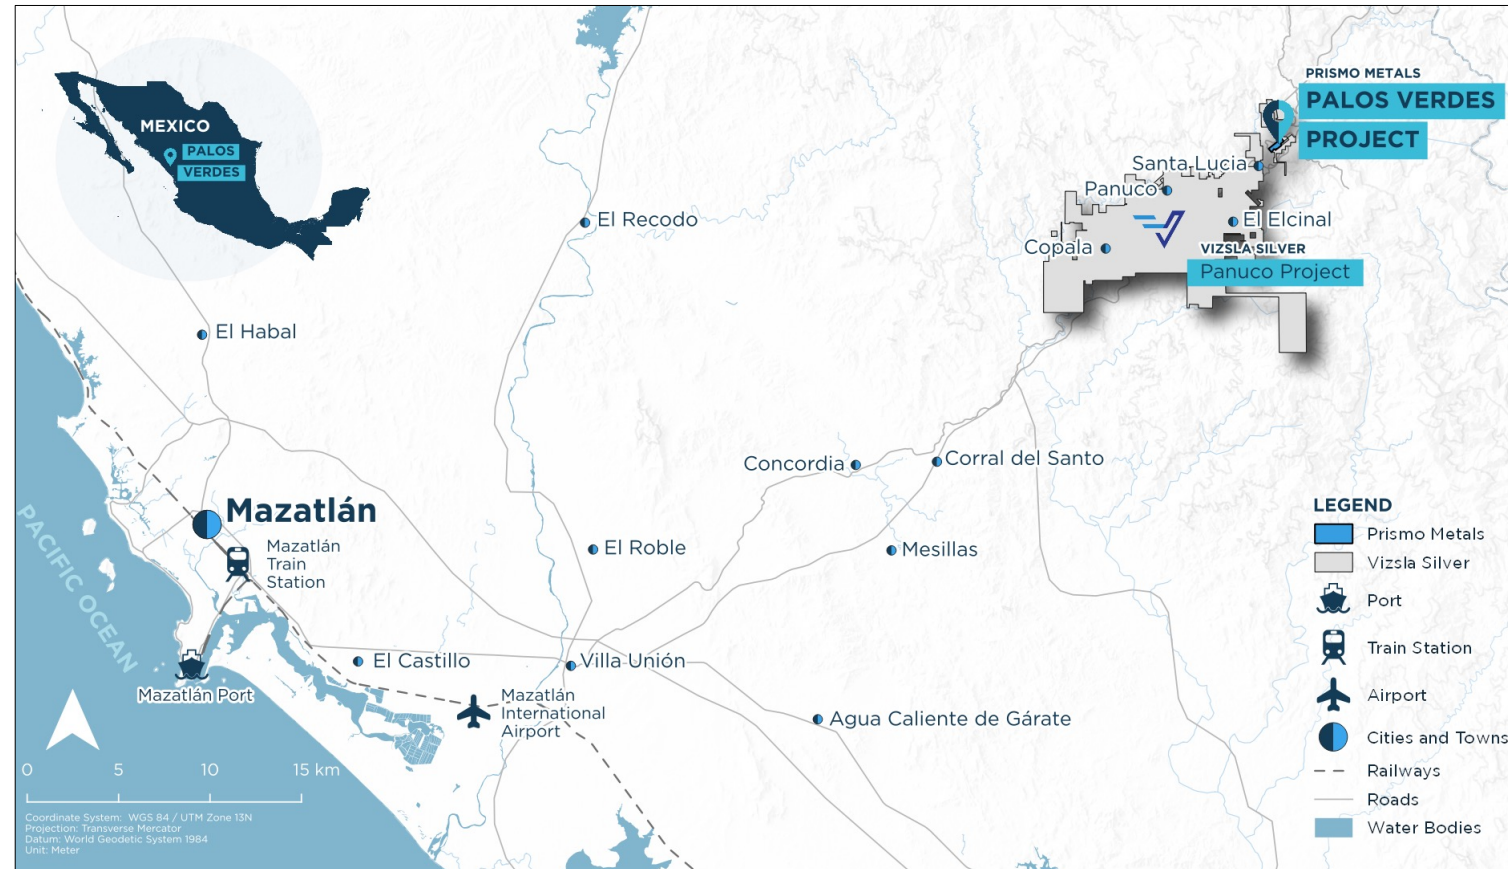 MEXICO
PALOS
VERDES
PRISMO METALS
PALOS VERDES
PROJECT
Santa Lucia
Panuco
El Elcinal
Copala
VIZSLA SILVER
Panuco Project
El Recodo
El Habal
Concordia
Corral del Santo
Mazatlán
Mazatlán
Train
Station
El Roble
Mesillas
PACIFIC OCEAN
El Castillo
Villa Unión
Mazatlán Port
Mazatlán
International
Airport
Agua Caliente de Gárate
0 5 10 15 km
Coordinate System: WGS 84 / UTM Zone 13N
Projection: Transverse Mercator
Datum: World Geodetic System 1984
Unit: Meter
LEGEND
Prismo Metals
Vizsla Silver
Port
Train Station
Airport
Cities and Towns
Railways
Roads
Water Bodies